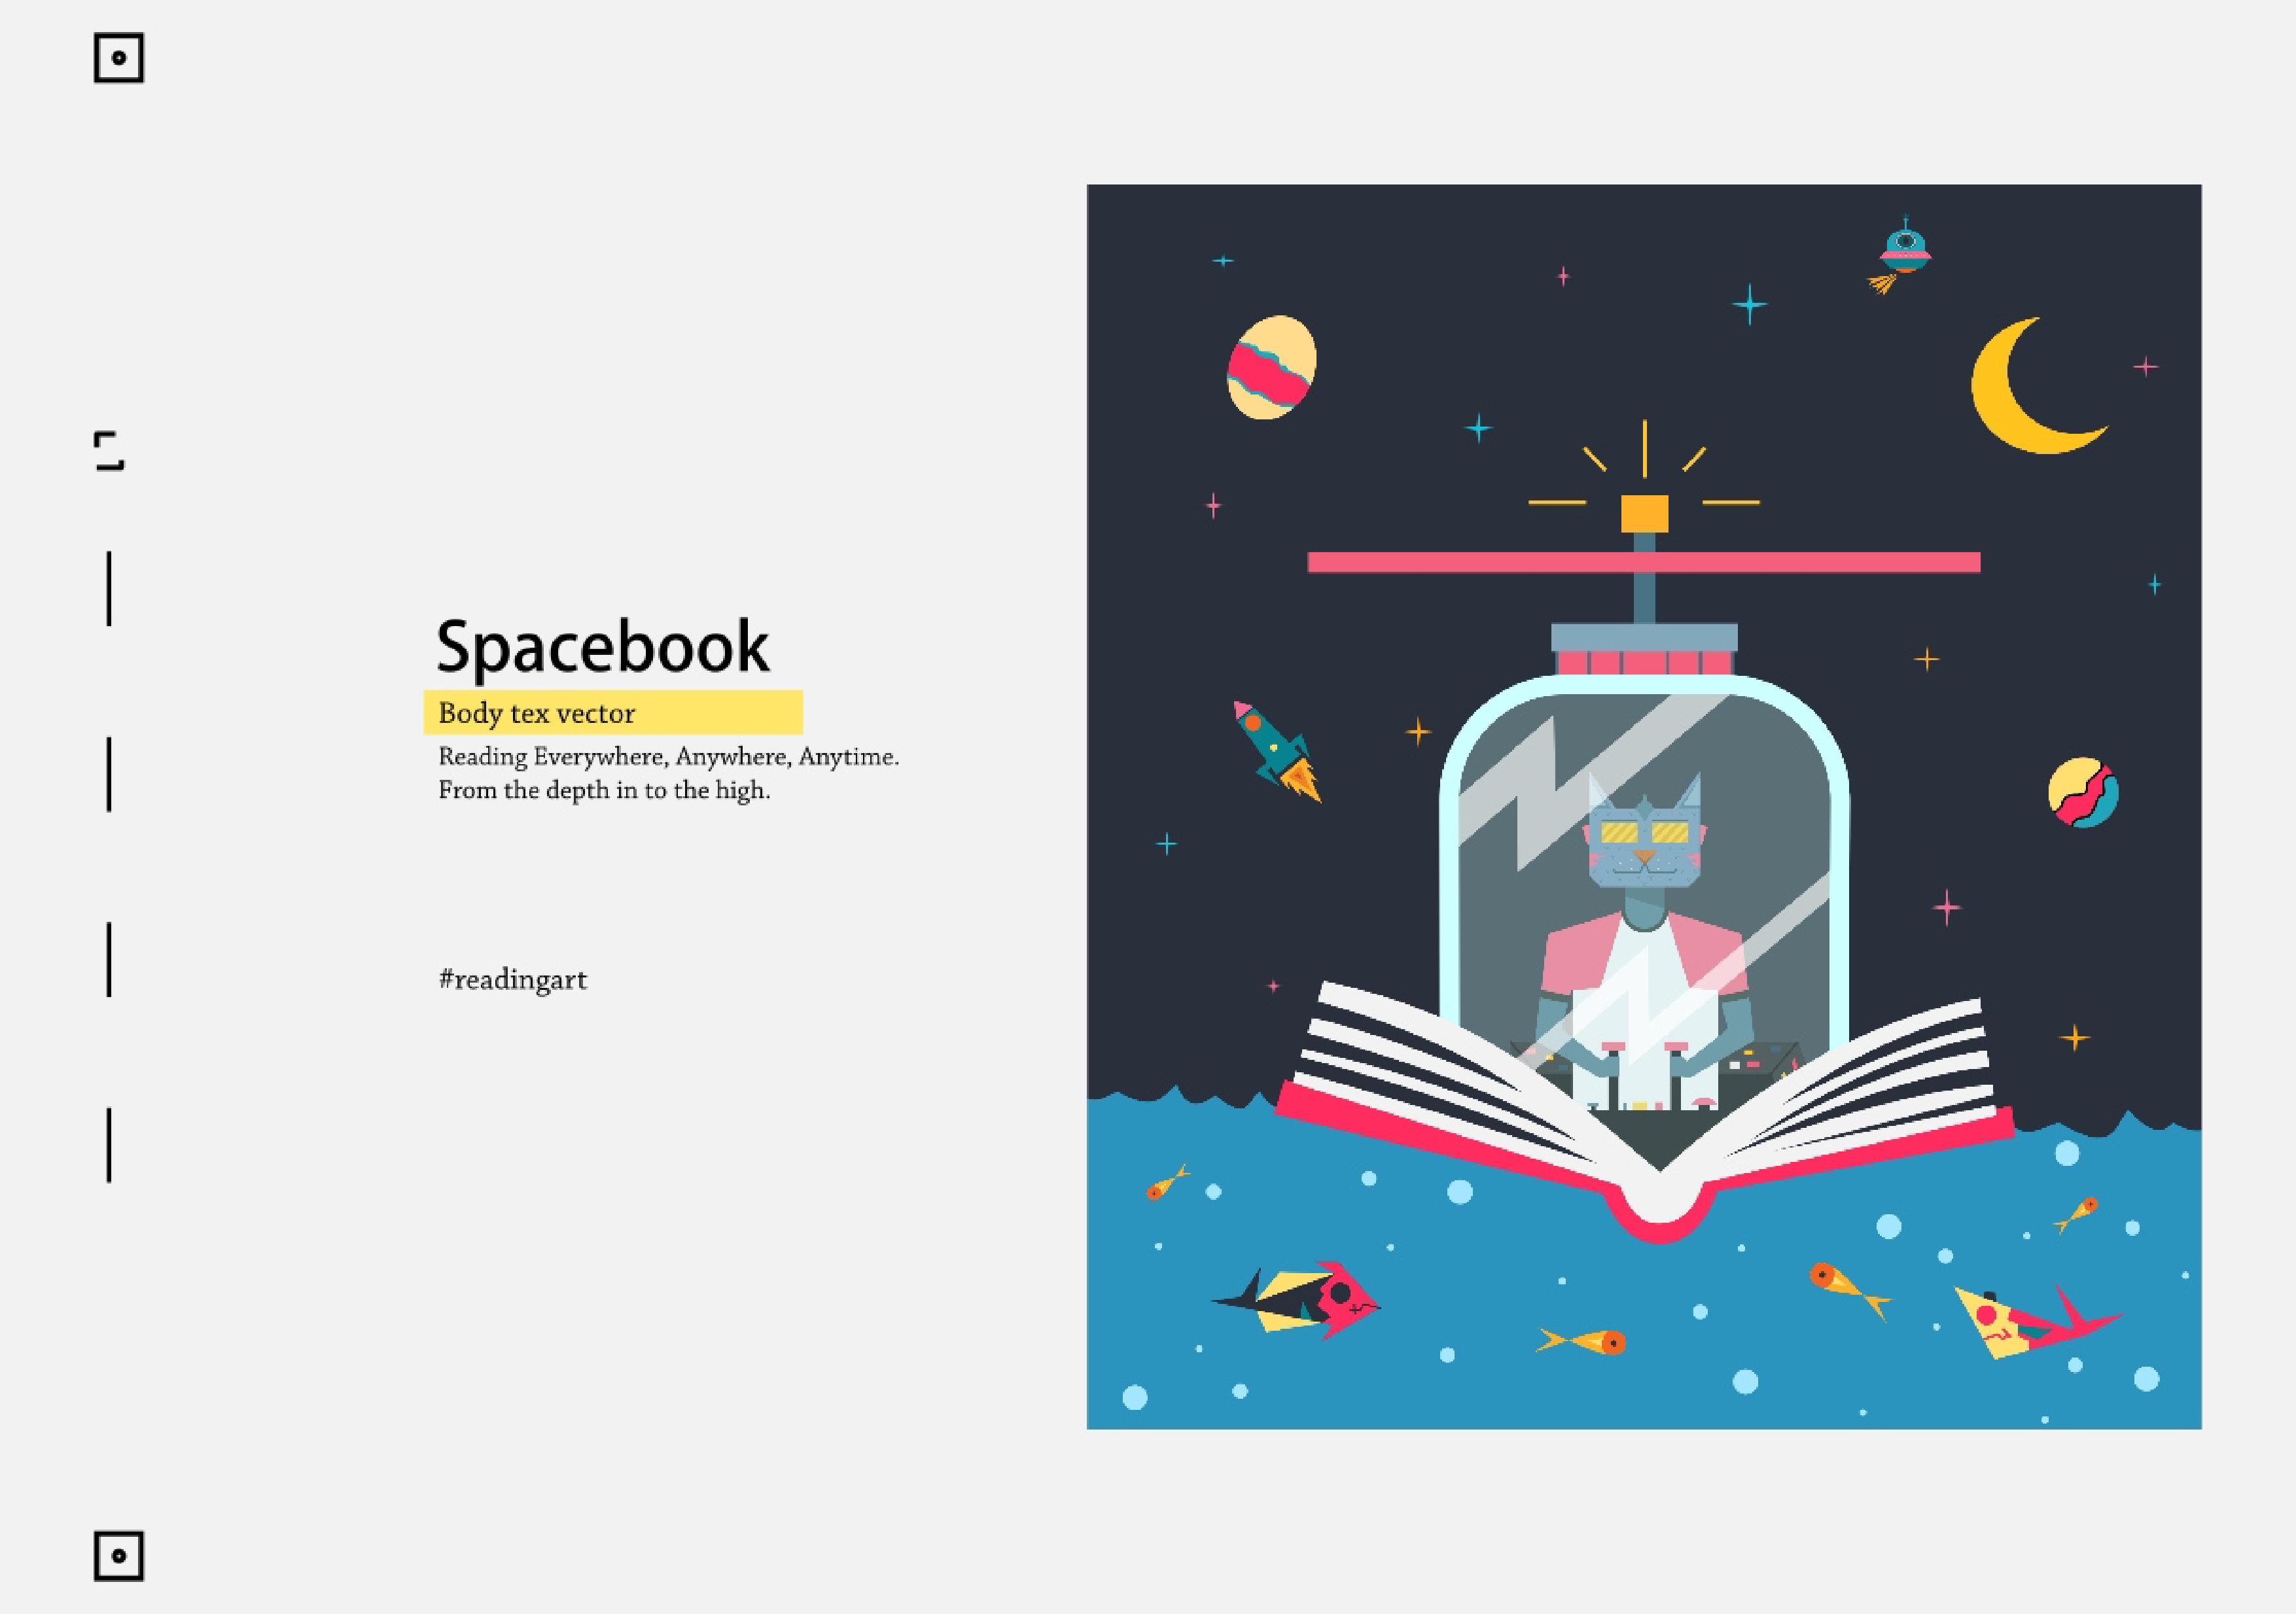 Spacebook
Body tex vector
Reading Everywhere, Anywhere, Anytime.
From the depth in to the high.
#readingart